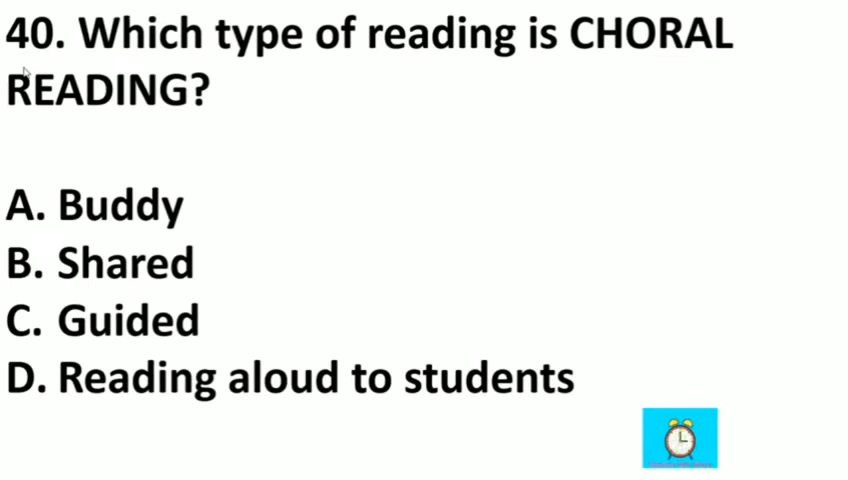 40. Which type of reading is CHORAL
READING?
A. Buddy
B. Shared
C. Guided
D. Reading aloud to students